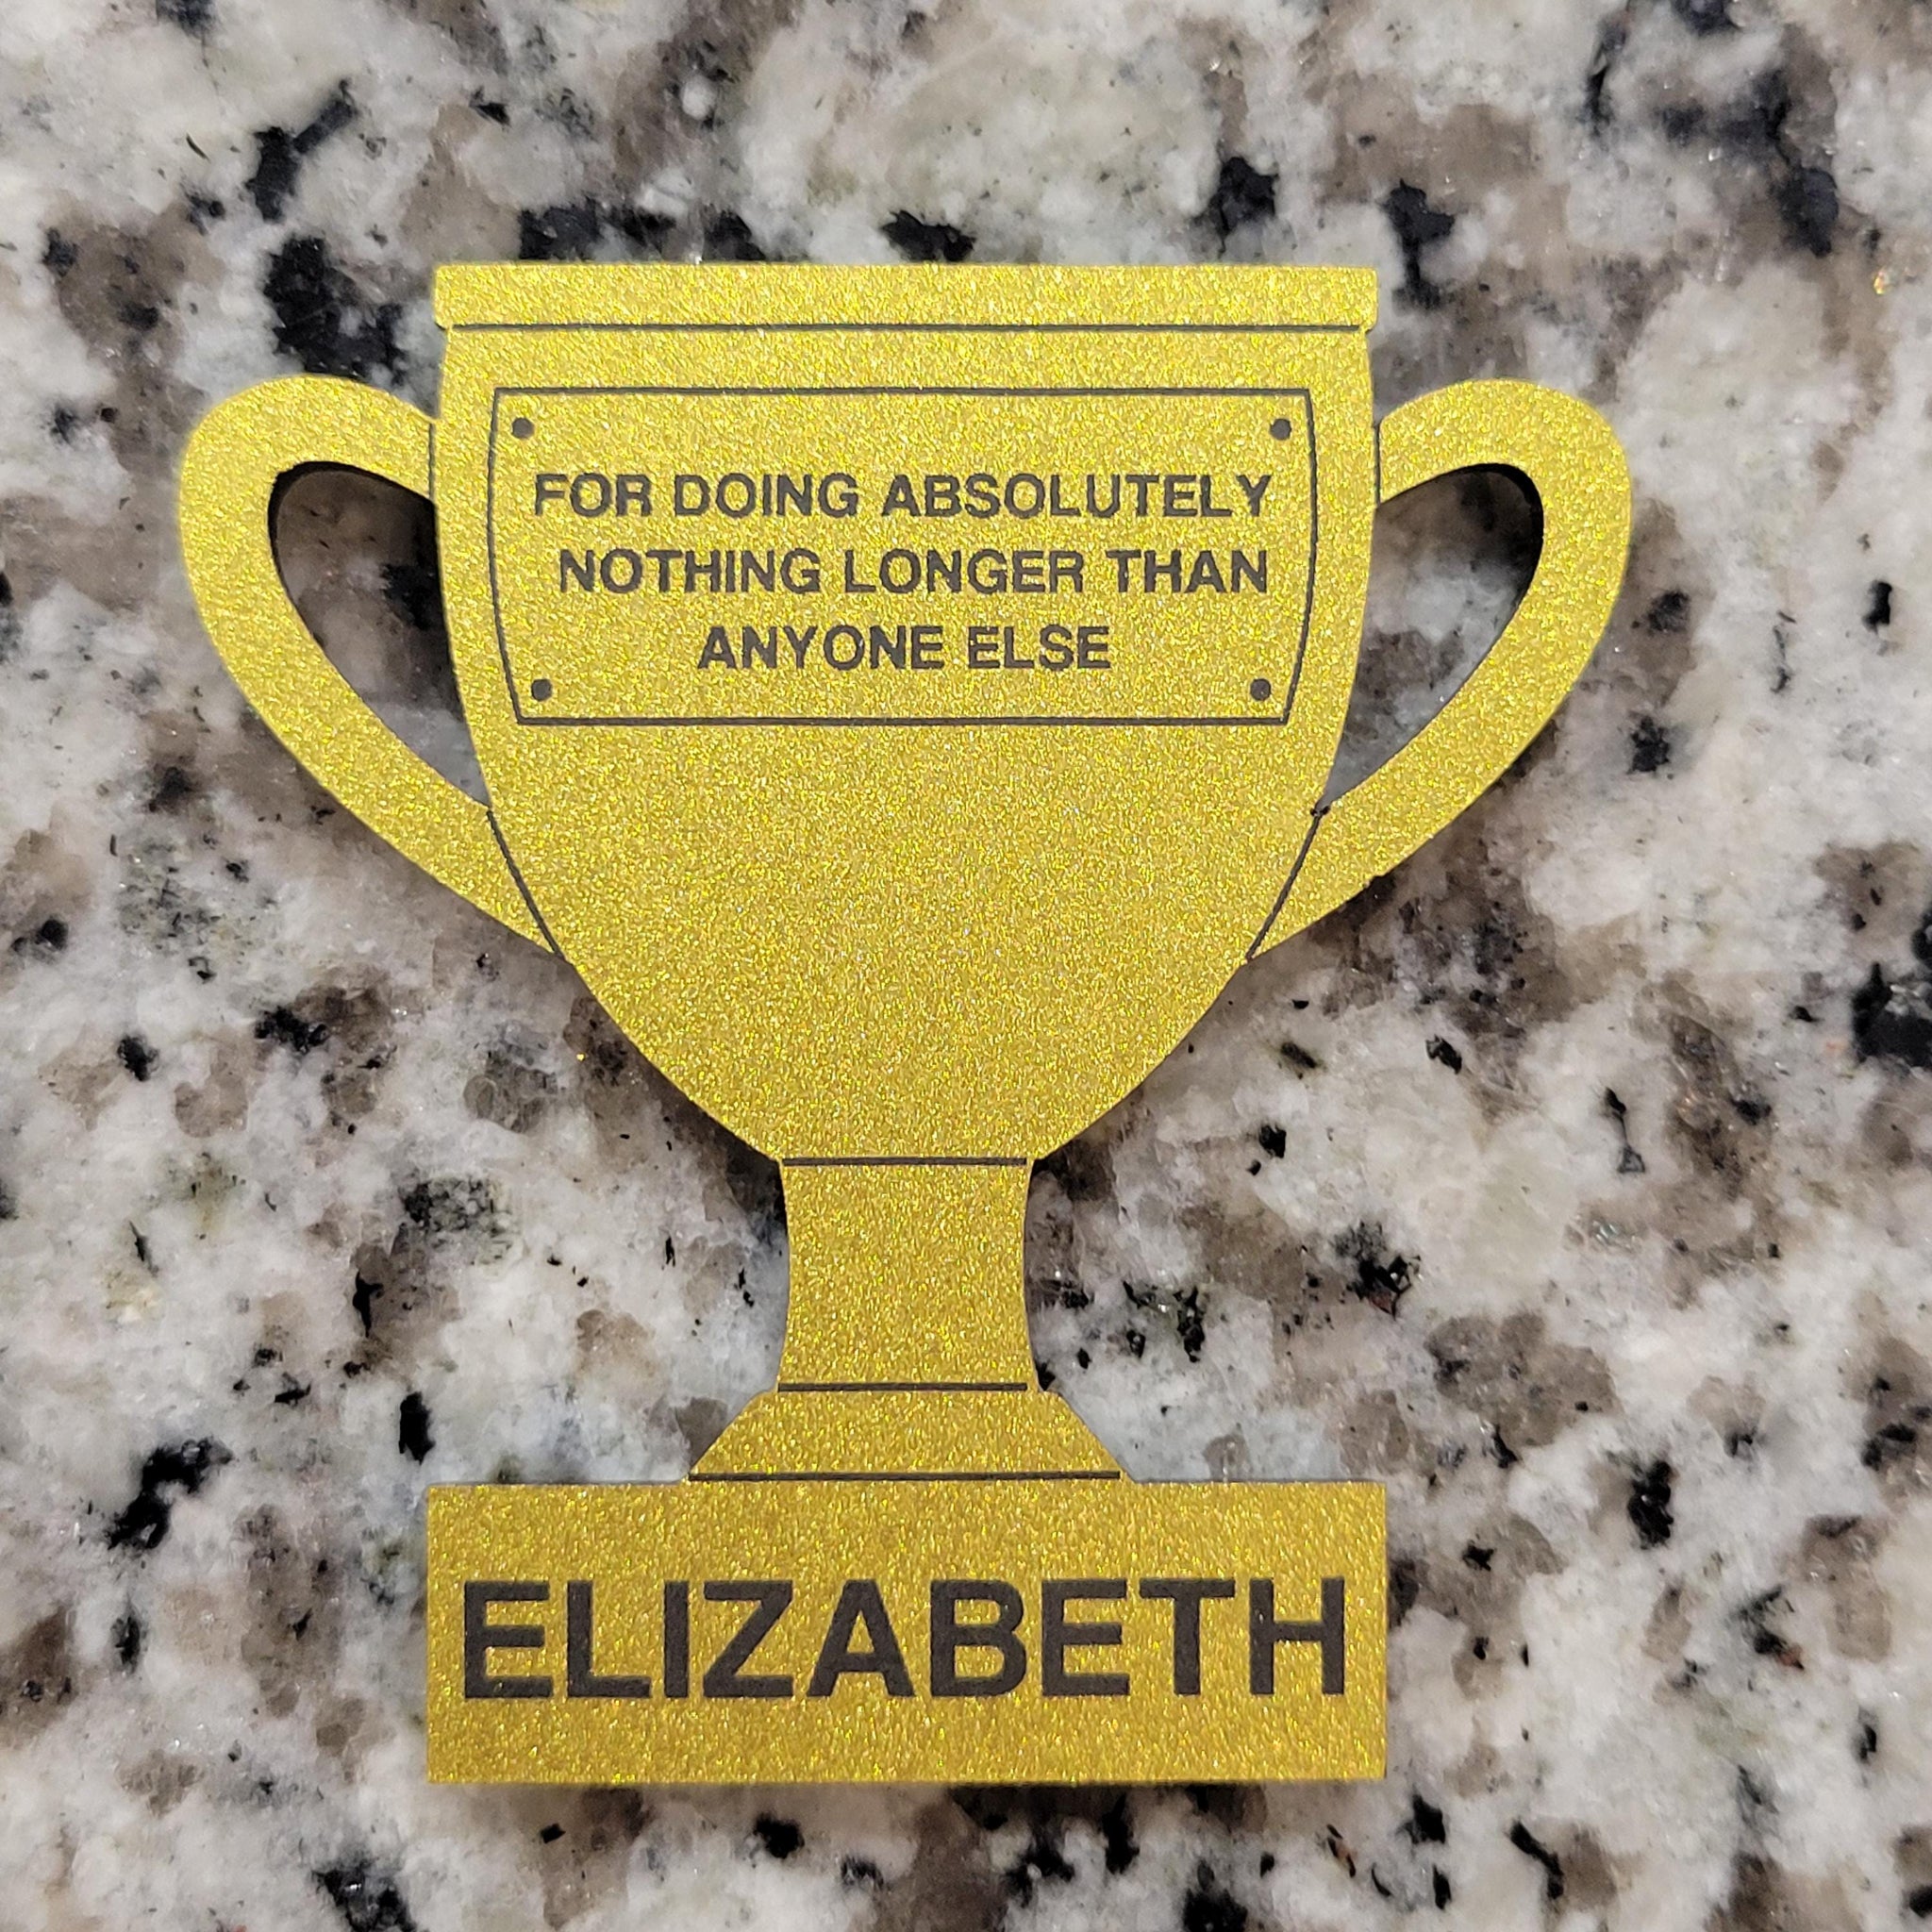 FOR DOING ABSOLUTELY
NOTHING LONGER THAN
ANYONE ELSE
ELIZABETH